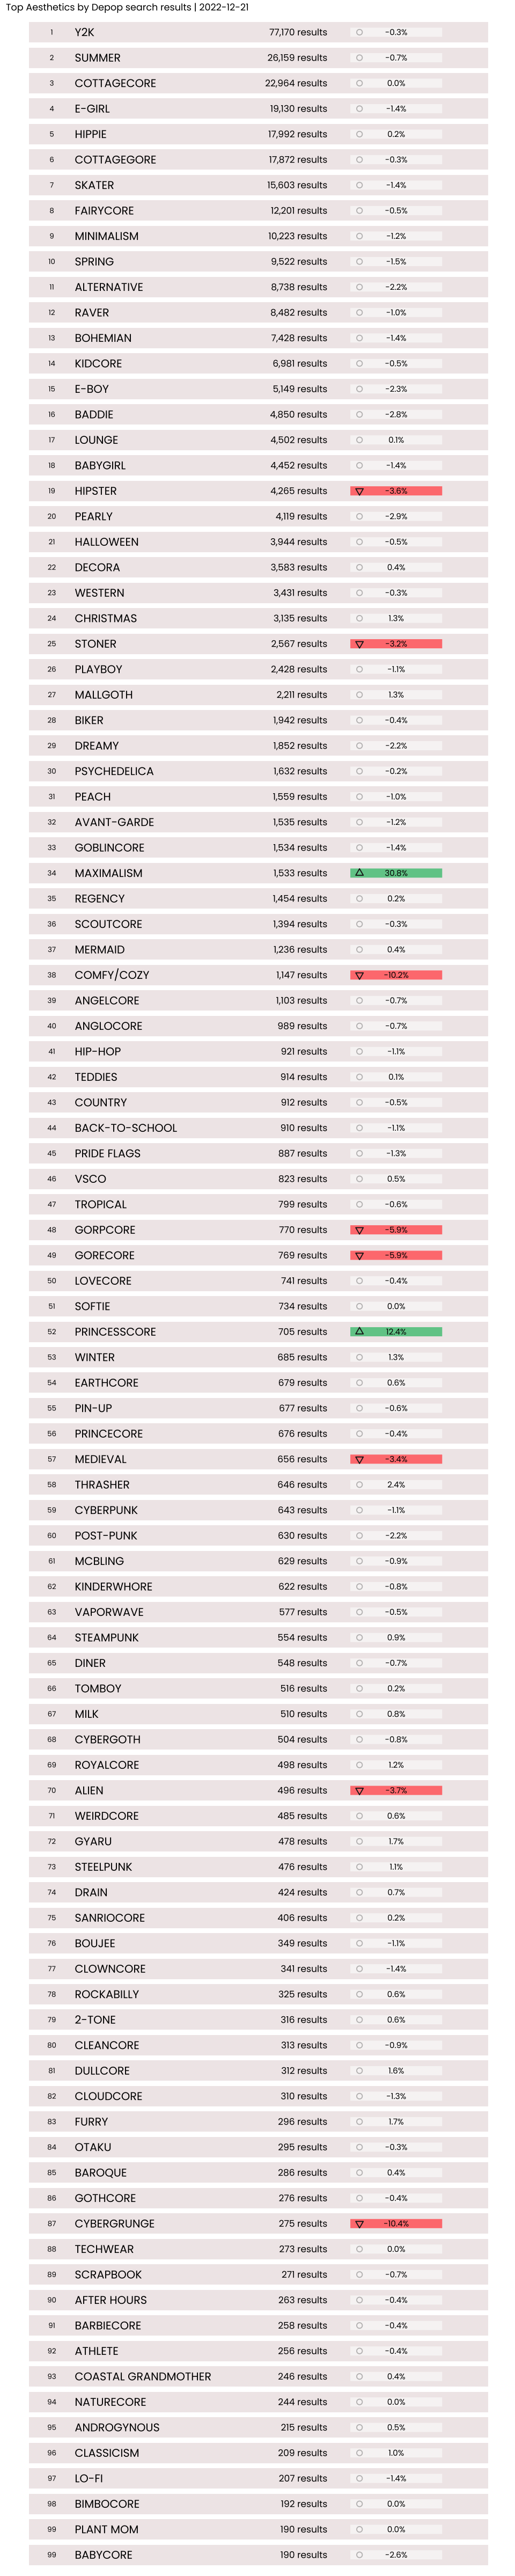 Top Aesthetics by Depop search results | 2022-12-21
1 Y2K 77,170 results -0.3%
2 SUMMER 26,159 results -0.7%
3 COTTAGECORE 22,964 results 0.0%
4 E-GIRL 19,130 results -1.4%
5 HIPPIE 17,992 results 0.2%
6 COTTAGEGORE 17,872 results -0.3%
7 SKATER 15,603 results -1.4%
8 FAIRYCORE 12,201 results -0.5%
9 MINIMALISM 10,223 results -1.2%
10 SPRING 9,522 results -1.5%
11 ALTERNATIVE 8,738 results -2.2%
12 RAVER 8,482 results -1.0%
13 BOHEMIAN 7,428 results -1.4%
14 KIDCORE 6,981 results -0.5%
15 E-BOY 5,149 results -2.3%
16 BADDIE 4,850 results -2.8%
17 LOUNGE 4,502 results 0.1%
18 BABYGIRL 4,452 results -1.4%
19 HIPSTER 4,265 results -3.6%
20 PEARLY 4,119 results -2.9%
21 HALLOWEEN 3,944 results -0.5%
22 DECORA 3,583 results 0.4%
23 WESTERN 3,431 results -0.3%
24 CHRISTMAS 3,135 results 1.3%
25 STONER 2,567 results -3.2%
26 PLAYBOY 2,428 results -1.1%
27 MALLGOTH 2,211 results 1.3%
28 BIKER 1,942 results -0.4%
29 DREAMY 1,852 results -2.2%
30 PSYCHEDELICA 1,632 results -0.2%
31 PEACH 1,559 results -1.0%
32 AVANT-GARDE 1,535 results -1.2%
33 GOBLINCORE 1,534 results -1.4%
34 MAXIMALISM 1,533 results 30.8%
35 REGENCY 1,454 results 0.2%
36 SCOUTCORE 1,394 results -0.3%
37 MERMAID 1,236 results 0.4%
38 COMFY/COZY 1,147 results -10.2%
39 ANGELCORE 1,103 results -0.7%
40 ANGLOCORE 989 results -0.7%
41 HIP-HOP 921 results -1.1%
42 TEDDIES 914 results 0.1%
43 COUNTRY 912 results -0.5%
44 BACK-TO-SCHOOL 910 results -1.1%
45 PRIDE FLAGS 887 results -1.3%
46 VSCO 823 results 0.5%
47 TROPICAL 799 results -0.6%
48 GORPCORE 770 results -5.9%
49 GORECORE 769 results -5.9%
50 LOVECORE 741 results -0.4%
51 SOFTIE 734 results 0.0%
52 PRINCESSCORE 705 results 12.4%
53 WINTER 685 results 1.3%
54 EARTHCORE 679 results 0.6%
55 PIN-UP 677 results -0.6%
56 PRINCECORE 676 results -0.4%
57 MEDIEVAL 656 results -3.4%
58 THRASHER 646 results 2.4%
59 CYBERPUNK 643 results -1.1%
60 POST-PUNK 630 results -2.2%
61 MCBLING 629 results -0.9%
62 KINDERWHORE 622 results -0.8%
63 VAPORWAVE 577 results -0.5%
64 STEAMPUNK 554 results 0.9%
65 DINER 548 results -0.7%
66 TOMBOY 516 results 0.2%
67 MILK 510 results 0.8%
68 CYBERGOTH 504 results -0.8%
69 ROYALCORE 498 results 1.2%
70 ALIEN 496 results -3.7%
71 WEIRDCORE 485 results 0.6%
72 GYARU 478 results 1.7%
73 STEELPUNK 476 results 1.1%
74 DRAIN 424 results 0.7%
75 SANRIOCORE 406 results 0.2%
76 BOUJEE 349 results -1.1%
77 CLOWNCORE 341 results -1.4%
78 ROCKABILLY 325 results 0.6%
79 2-TONE 316 results 0.6%
80 CLEANCORE 313 results -0.9%
81 DULLCORE 312 results 1.6%
82 CLOUDCORE 310 results -1.3%
83 FURRY 296 results 1.7%
84 OTAKU 295 results -0.3%
85 BAROQUE 286 results 0.4%
86 GOTHCORE 276 results -0.4%
87 CYBERGRUNGE 275 results -10.4%
88 TECHWEAR 273 results 0.0%
89 SCRAPBOOK 271 results -0.7%
90 AFTER HOURS 263 results -0.4%
91 BARBIECORE 258 results -0.4%
92 ATHLETE 256 results -0.4%
93 COASTAL GRANDMOTHER 246 results 0.4%
94 NATURECORE 244 results 0.0%
95 ANDROGYNOUS 215 results 0.5%
96 CLASSICISM 209 results 1.0%
97 LO-FI 207 results -1.4%
98 BIMBOCORE 192 results 0.0%
99 PLANT MOM 190 results 0.0%
99 BABYCORE 190 results -2.6%